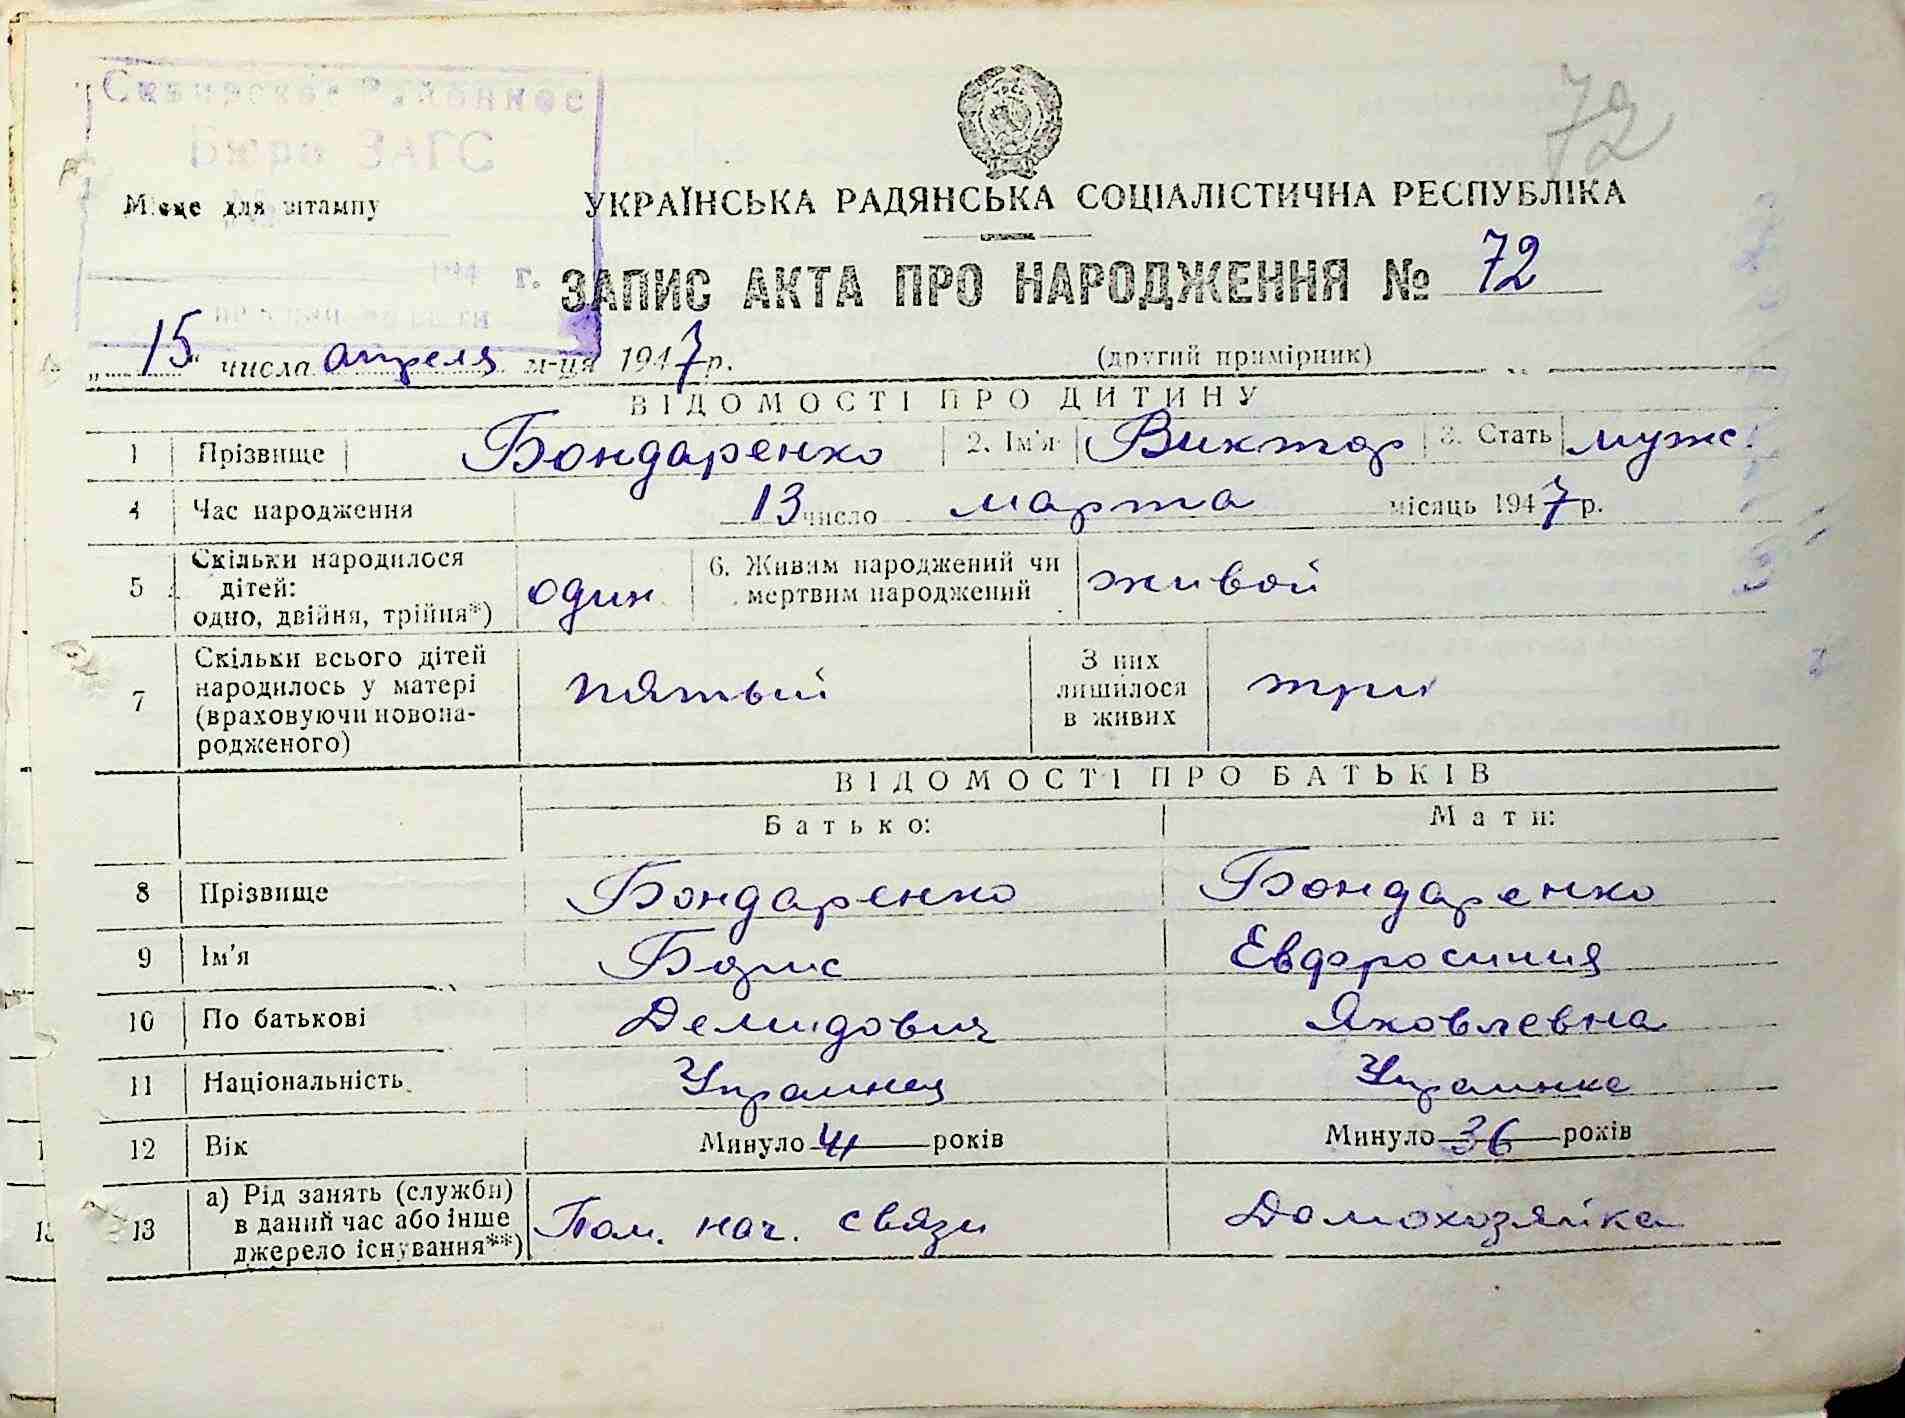 72
Бюро ЗАГС
Місце для штампу
УКРАЇНСЬКА РАДЯНСЬКА СОЦІАЛІСТИЧНА РЕСПУБЛІКА
194 г.
ЗАПИС АКТА ПРО НАРОДЖЕННЯ № 72
„15“ числа апреля м-ця 1947 р. (другий примірник)
ВІДОМОСТІ ПРО ДИТИНУ
1 Прізвище Бондаренко 2. Ім'я Виктор 3. Стать муж.
4 Час народження 13 число марта місяць 1947 р.
5 Скільки народилося дітей: одно, двійня, трійня*) один 6. Живим народжений чи мертвим народжений живой
7 Скільки всього дітей народилось у матері (враховуючи новонародженого) пятый З них лишилося в живих три
ВІДОМОСТІ ПРО БАТЬКІВ
Батько: Мати:
8 Прізвище Бондаренко Бондаренко
9 Ім'я Борис Евфросиния
10 По батькові Демидович Яковлевна
11 Національність Украинец Украинка
12 Вік Минуло 41 років Минуло 36 років
13 а) Рід занять (служби) в даний час або інше джерело існування**) Пом. нач. связи Домохозяйка